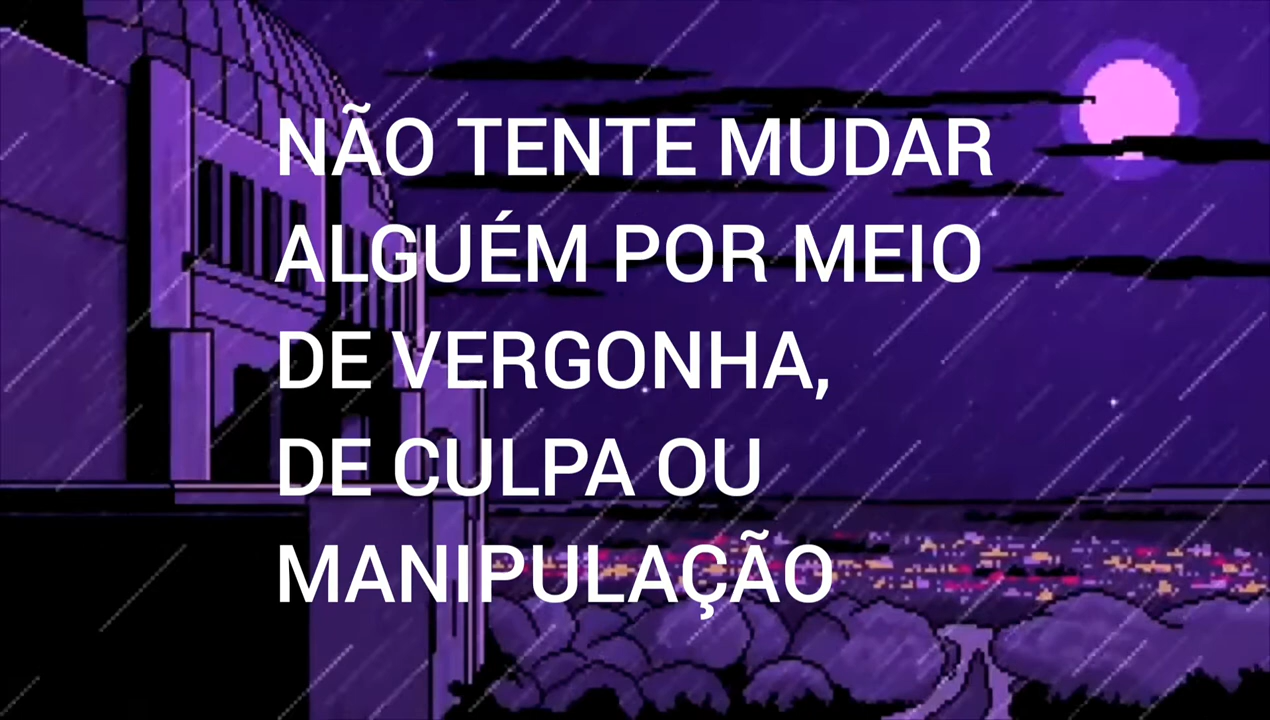 NÃO TENTE MUDAR
ALGUÉM POR MEIO
DE VERGONHA,
DE CULPA OU
MANIPULAÇÃO